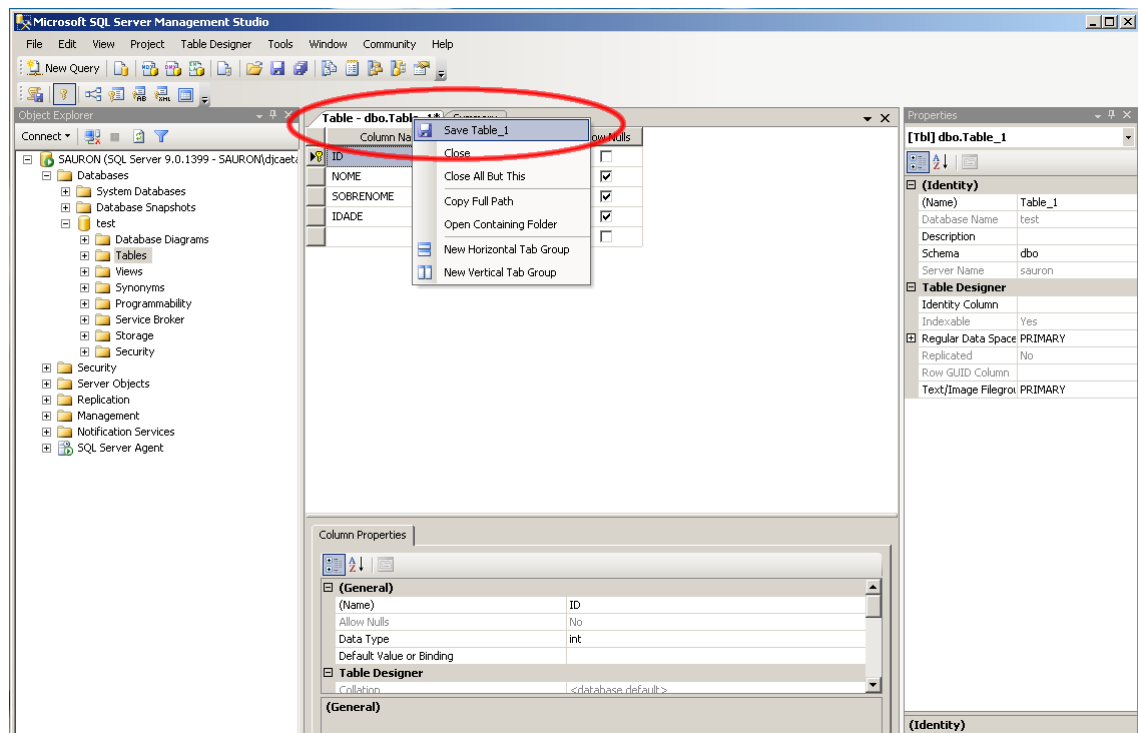 Microsoft SQL Server Management Studio
File Edit View Project Table Designer Tools Window Community Help
New Query
Object Explorer
Connect
SAURON (SQL Server 9.0.1399 - SAURON\djcaeta
Databases
System Databases
Database Snapshots
test
Database Diagrams
Tables
Views
Synonyms
Programmability
Service Broker
Storage
Security
Security
Server Objects
Replication
Management
Notification Services
SQL Server Agent
Table - dbo.Table_1* Summary
Column Na
ow Nulls
ID
NOME
SOBRENOME
IDADE
Save Table_1
Close
Close All But This
Copy Full Path
Open Containing Folder
New Horizontal Tab Group
New Vertical Tab Group
Column Properties
(General)
(Name) ID
Allow Nulls No
Data Type int
Default Value or Binding
Table Designer
Collation <database default>
(General)
Properties
[Tbl] dbo.Table_1
(Identity)
(Name) Table_1
Database Name test
Description
Schema dbo
Server Name sauron
Table Designer
Identity Column
Indexable Yes
Regular Data Space PRIMARY
Replicated No
Row GUID Column
Text/Image Filegrou PRIMARY
(Identity)